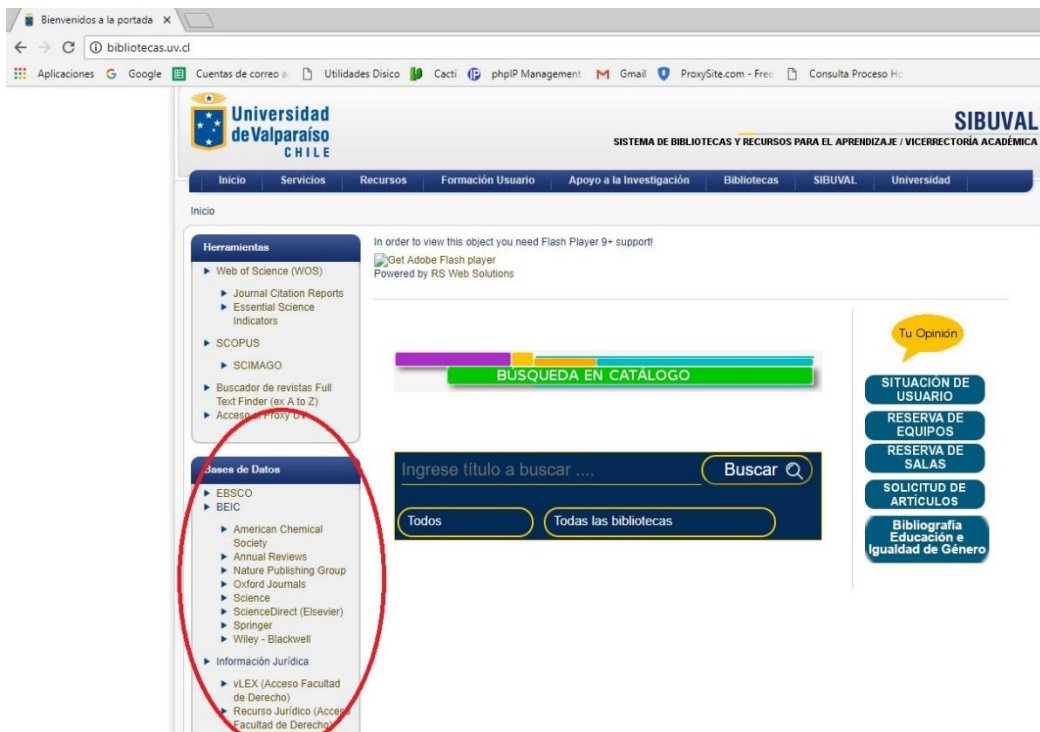 Bienvenidos a la portada
bibliotecas.uv.cl
Aplicaciones Google Cuentas de correo Utilidades Disico Cacti phpIP Management Gmail ProxySite.com - Free Consulta Proceso
Universidad
de Valparaíso
CHILE
SIBUVAL
SISTEMA DE BIBLIOTECAS Y RECURSOS PARA EL APRENDIZAJE / VICERRECTORÍA ACADÉMICA
Inicio Servicios Recursos Formación Usuario Apoyo a la Investigación Bibliotecas SIBUVAL Universidad
Inicio
Herramientas
Web of Science (WOS)
Journal Citation Reports
Essential Science
Indicators
SCOPUS
SCIMAGO
Buscador de revistas Full
Text Finder (ex A to Z)
Acceso Proxy UV
Bases de Datos
EBSCO
BEIC
American Chemical
Society
Annual Reviews
Nature Publishing Group
Oxford Journals
Science
ScienceDirect (Elsevier)
Springer
Wiley - Blackwell
Información Jurídica
vLEX (Acceso Facultad
de Derecho)
Recurso Jurídico (Acceso
Facultad de Derecho)
In order to view this object you need Flash Player 9+ support!
Get Adobe Flash player
Powered by RS Web Solutions
BÚSQUEDA EN CATÁLOGO
Ingrese título a buscar .... Buscar
Todos Todas las bibliotecas
Tu Opinión
SITUACIÓN DE
USUARIO
RESERVA DE
EQUIPOS
RESERVA DE
SALAS
SOLICITUD DE
ARTÍCULOS
Bibliografía
Educación e
Igualdad de Género